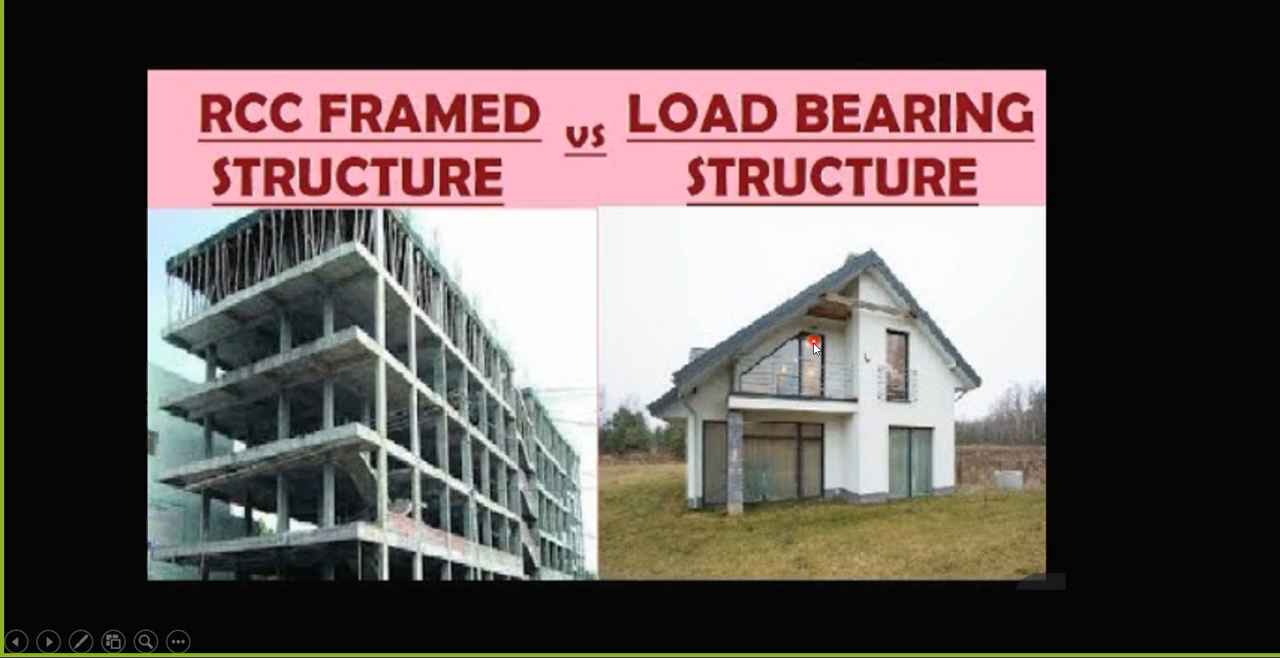 RCC FRAMED
STRUCTURE
vs
LOAD BEARING
STRUCTURE